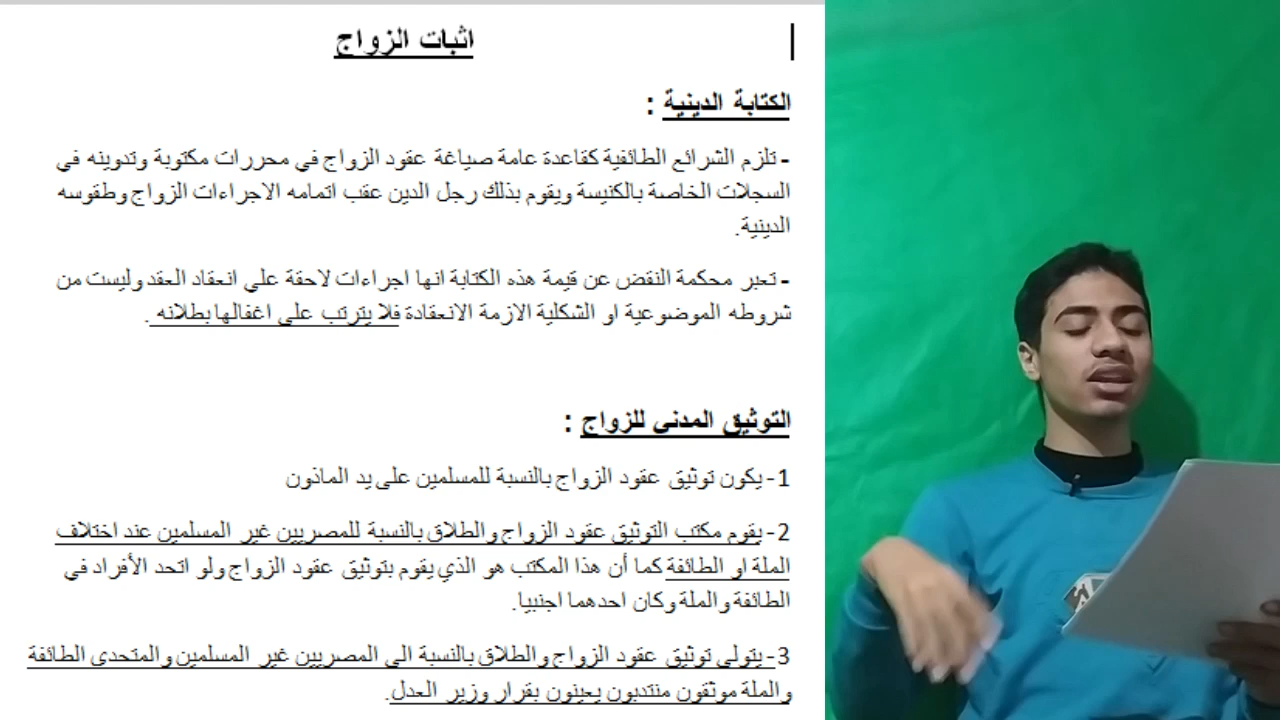 اثبات الزواج
الكتابة الدينية :
- تلزم الشرائع الطائفية كقاعدة عامة صياغة عقود الزواج في محررات مكتوبة وتدوينه في
السجلات الخاصة بالكنيسة ويقوم بذلك رجل الدين عقب اتمامه الاجراءات الزواج وطقوسه
الدينية.
- تعبر محكمة النقض عن قيمة هذه الكتابة انها اجراءات لاحقة علي انعقاد العقد وليست من
شروطه الموضوعية او الشكلية الازمة الانعقادة فلا يترتب على اغفالها بطلانه .
التوثيق المدني للزواج :
1- يكون توثيق عقود الزواج بالنسبة للمسلمين على يد الماذون
2- يقوم مكتب التوثيق عقود الزواج والطلاق بالنسبة للمصريين غير المسلمين عند اختلاف
الملة او الطائفة كما أن هذا المكتب هو الذي يقوم بتوثيق عقود الزواج ولو اتحد الأفراد في
الطائفة والملة وكان احدهما اجنبيا.
3- يتولى توثيق عقود الزواج والطلاق بالنسبة الى المصريين غير المسلمين والمتحدى الطائفة
والملة موثقون منتدبون يعينون بقرار وزير العدل.